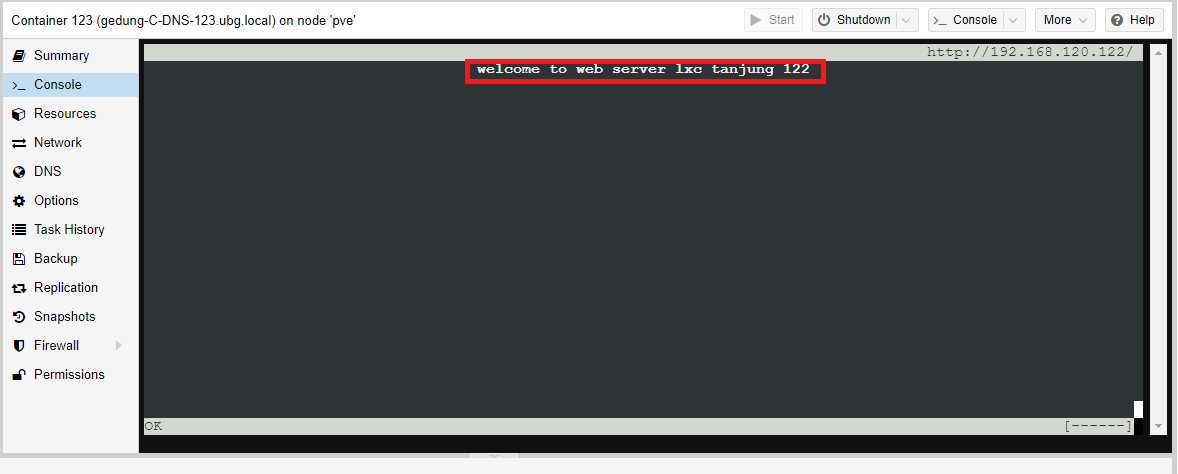 Container 123 (gedung-C-DNS-123.ubg.local) on node 'pve'
Start
Shutdown
>_ Console
More
Help
Summary
>_ Console
Resources
Network
DNS
Options
Task History
Backup
Replication
Snapshots
Firewall
Permissions
http://192.168.120.122/
welcome to web server lxc tanjung 122
OK
[------]